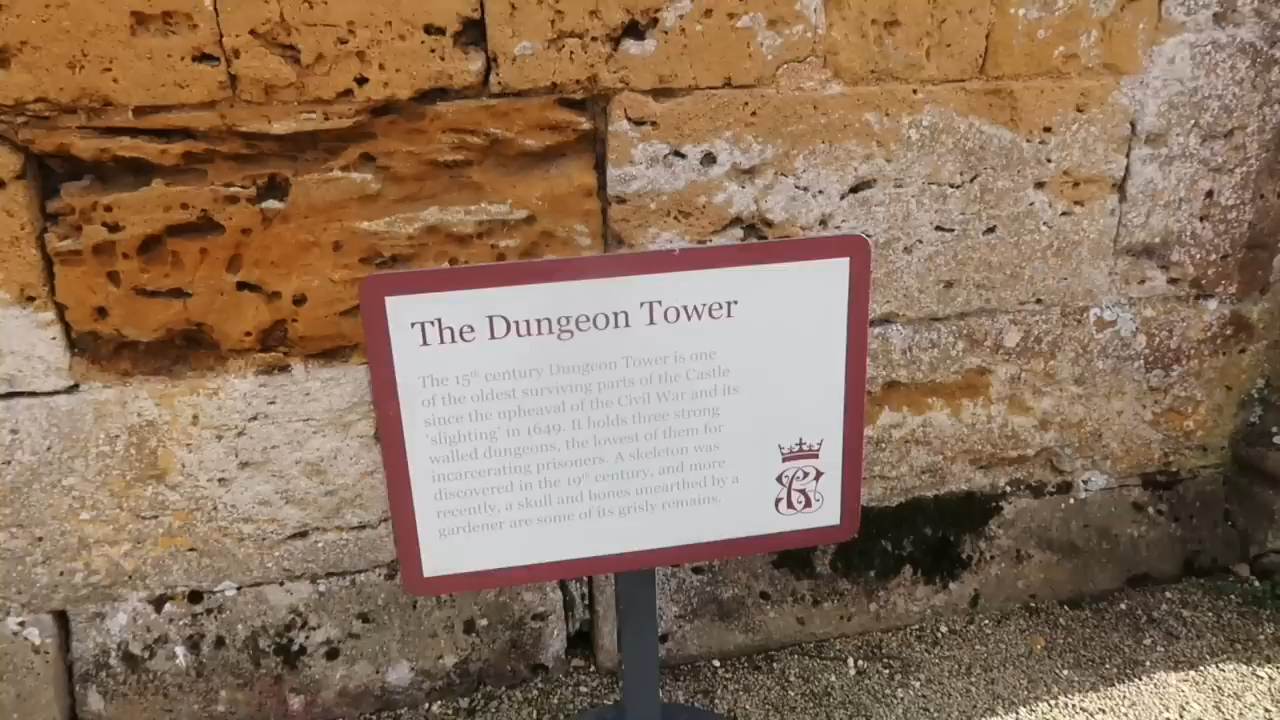 The Dungeon Tower
The 15th century Dungeon Tower is one
of the oldest surviving parts of the Castle
since the upheaval of the Civil War and its
'slighting' in 1649. It holds three strong
walled dungeons, the lowest of them for
incarcerating prisoners. A skeleton was
discovered in the 19th century, and more
recently, a skull and bones unearthed by a
gardener are some of its grisly remains.